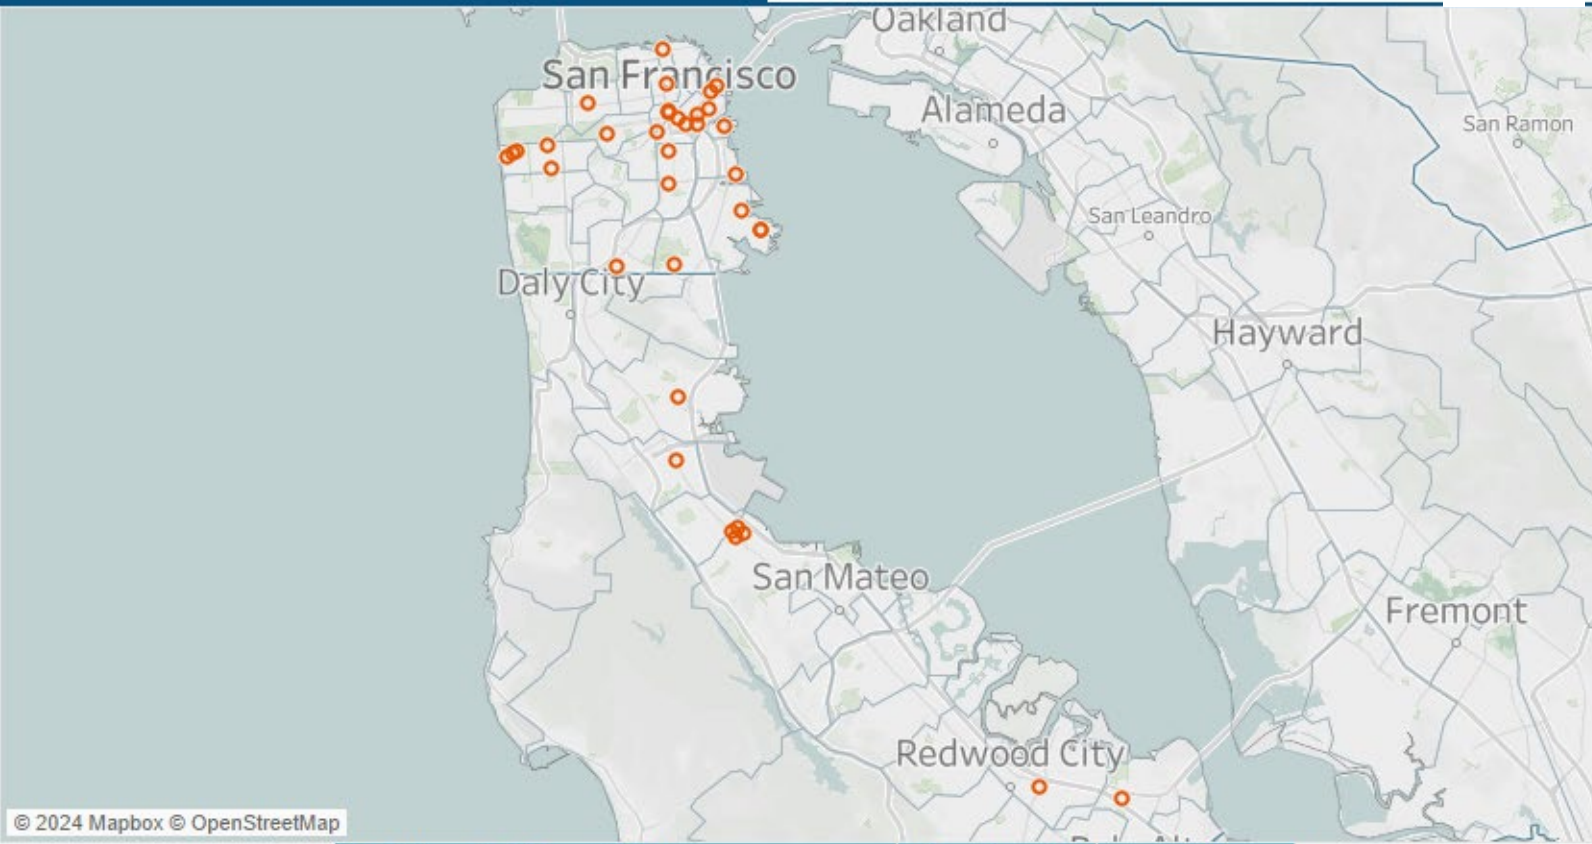 Oakland
San Francisco
Alameda
San Ramon
San Leandro
Daly City
Hayward
San Mateo
Fremont
Redwood City
© 2024 Mapbox © OpenStreetMap